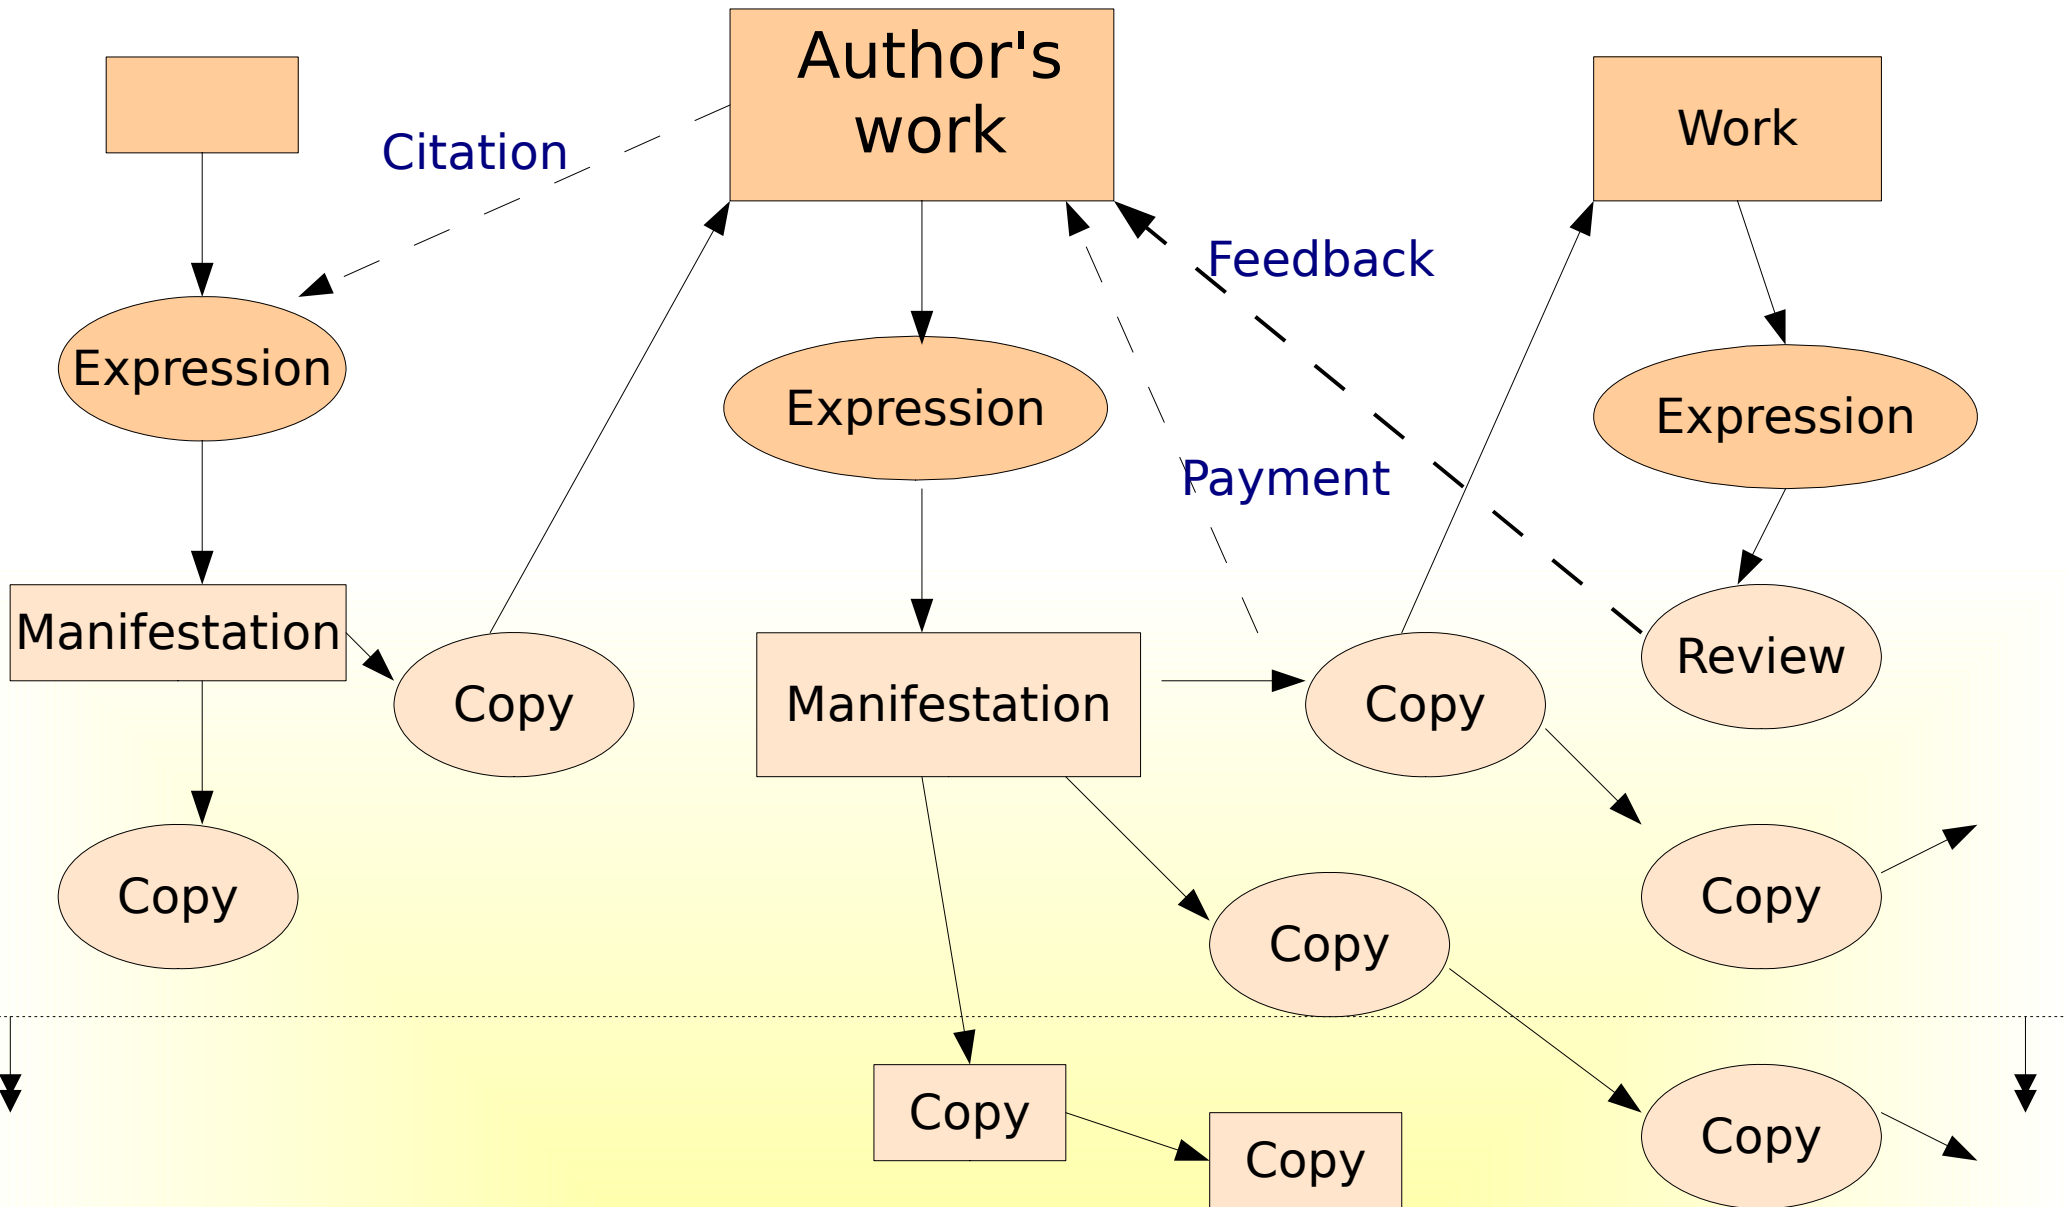 Author's
work
Work
Citation
Feedback
Expression
Expression
Expression
Payment
Manifestation
Copy
Manifestation
Copy
Review
Copy
Copy
Copy
Copy
Copy
Copy